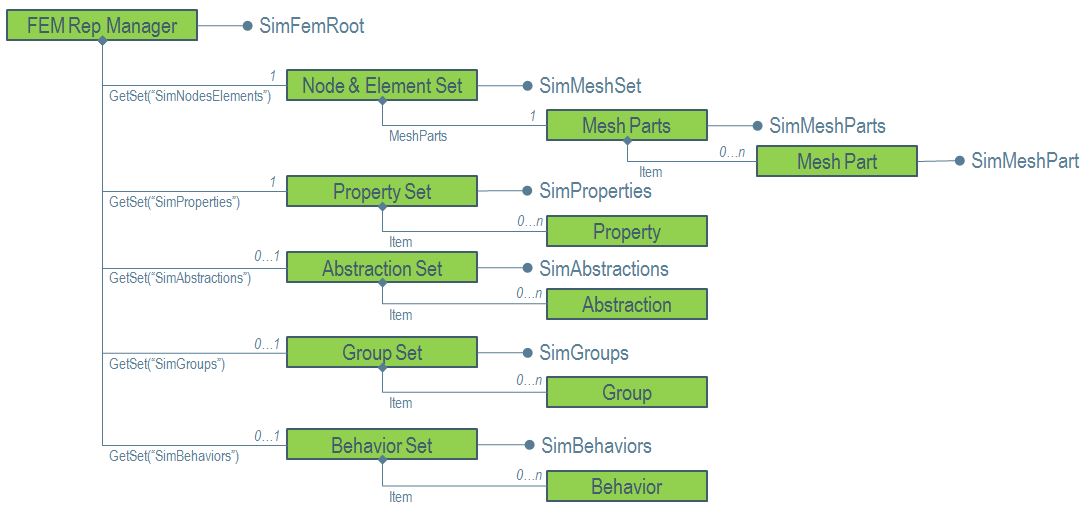 FEM Rep Manager
SimFemRoot
1
GetSet("SimNodesElements")
Node & Element Set
SimMeshSet
MeshParts
1
Mesh Parts
SimMeshParts
Item
0...n
Mesh Part
SimMeshPart
1
GetSet("SimProperties")
Property Set
SimProperties
Item
0...n
Property
0...1
GetSet("SimAbstractions")
Abstraction Set
SimAbstractions
Item
0...n
Abstraction
0...1
GetSet("SimGroups")
Group Set
SimGroups
Item
0...n
Group
0...1
GetSet("SimBehaviors")
Behavior Set
SimBehaviors
Item
0...n
Behavior